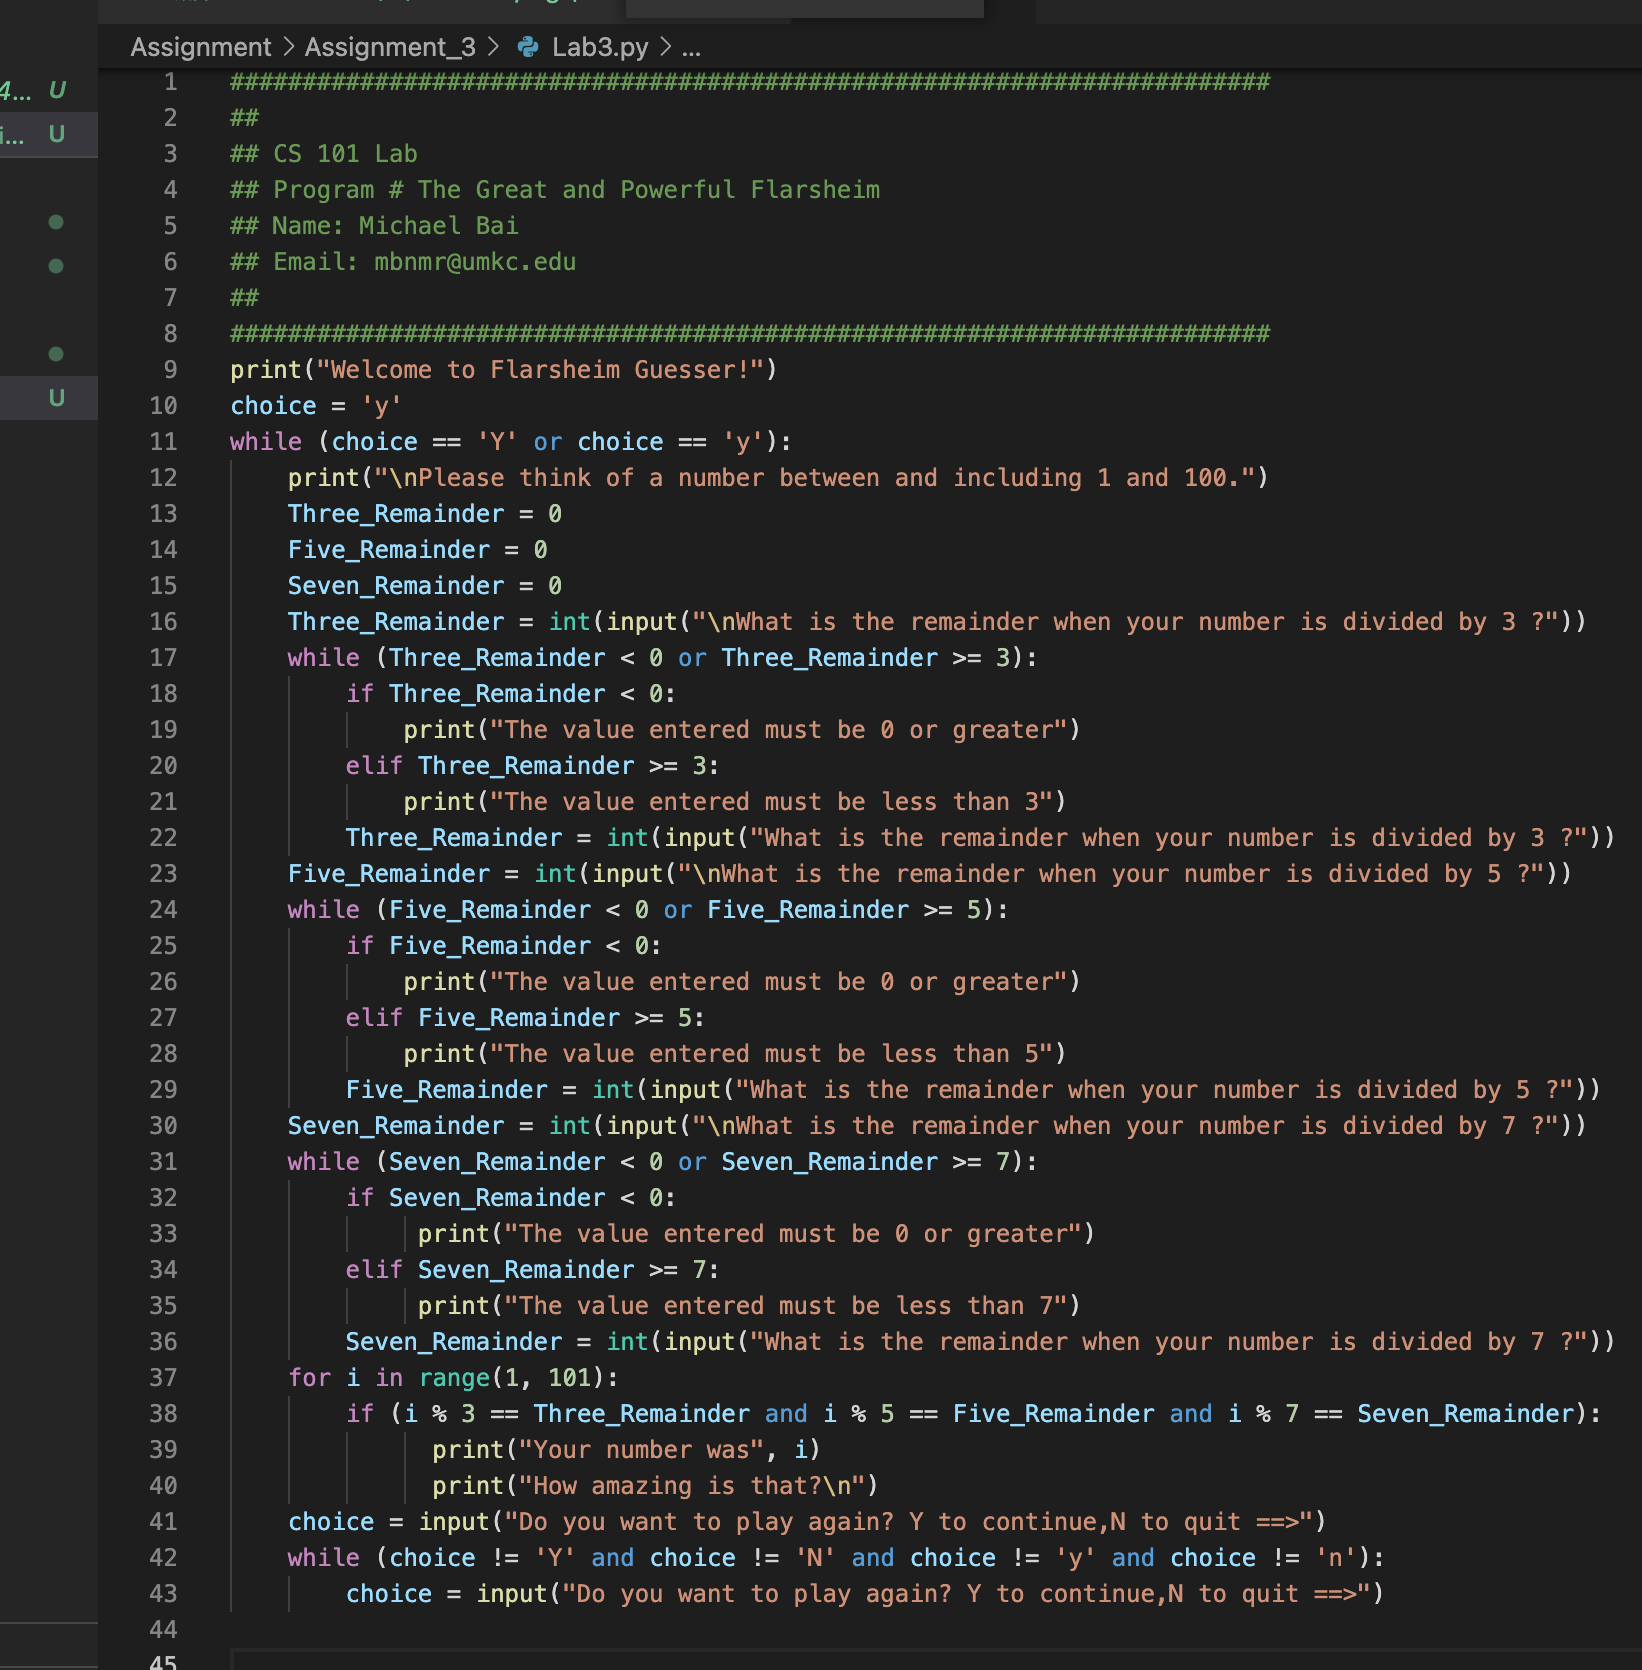 Assignment > Assignment_3 > Lab3.py > ...
4... U
i... U
U
1 ########################################################################
2 ##
3 ## CS 101 Lab
4 ## Program # The Great and Powerful Flarsheim
5 ## Name: Michael Bai
6 ## Email: mbnmr@umkc.edu
7 ##
8 ########################################################################
9 print("Welcome to Flarsheim Guesser!")
10 choice = 'y'
11 while (choice == 'Y' or choice == 'y'):
12     print("\nPlease think of a number between and including 1 and 100.")
13     Three_Remainder = 0
14     Five_Remainder = 0
15     Seven_Remainder = 0
16     Three_Remainder = int(input("\nWhat is the remainder when your number is divided by 3 ?"))
17     while (Three_Remainder < 0 or Three_Remainder >= 3):
18         if Three_Remainder < 0:
19             print("The value entered must be 0 or greater")
20         elif Three_Remainder >= 3:
21             print("The value entered must be less than 3")
22         Three_Remainder = int(input("What is the remainder when your number is divided by 3 ?"))
23     Five_Remainder = int(input("\nWhat is the remainder when your number is divided by 5 ?"))
24     while (Five_Remainder < 0 or Five_Remainder >= 5):
25         if Five_Remainder < 0:
26             print("The value entered must be 0 or greater")
27         elif Five_Remainder >= 5:
28             print("The value entered must be less than 5")
29         Five_Remainder = int(input("What is the remainder when your number is divided by 5 ?"))
30     Seven_Remainder = int(input("\nWhat is the remainder when your number is divided by 7 ?"))
31     while (Seven_Remainder < 0 or Seven_Remainder >= 7):
32         if Seven_Remainder < 0:
33              print("The value entered must be 0 or greater")
34         elif Seven_Remainder >= 7:
35              print("The value entered must be less than 7")
36         Seven_Remainder = int(input("What is the remainder when your number is divided by 7 ?"))
37     for i in range(1, 101):
38         if (i % 3 == Three_Remainder and i % 5 == Five_Remainder and i % 7 == Seven_Remainder):
39               print("Your number was", i)
40               print("How amazing is that?\n")
41     choice = input("Do you want to play again? Y to continue,N to quit ==>")
42     while (choice != 'Y' and choice != 'N' and choice != 'y' and choice != 'n'):
43         choice = input("Do you want to play again? Y to continue,N to quit ==>")
44
45